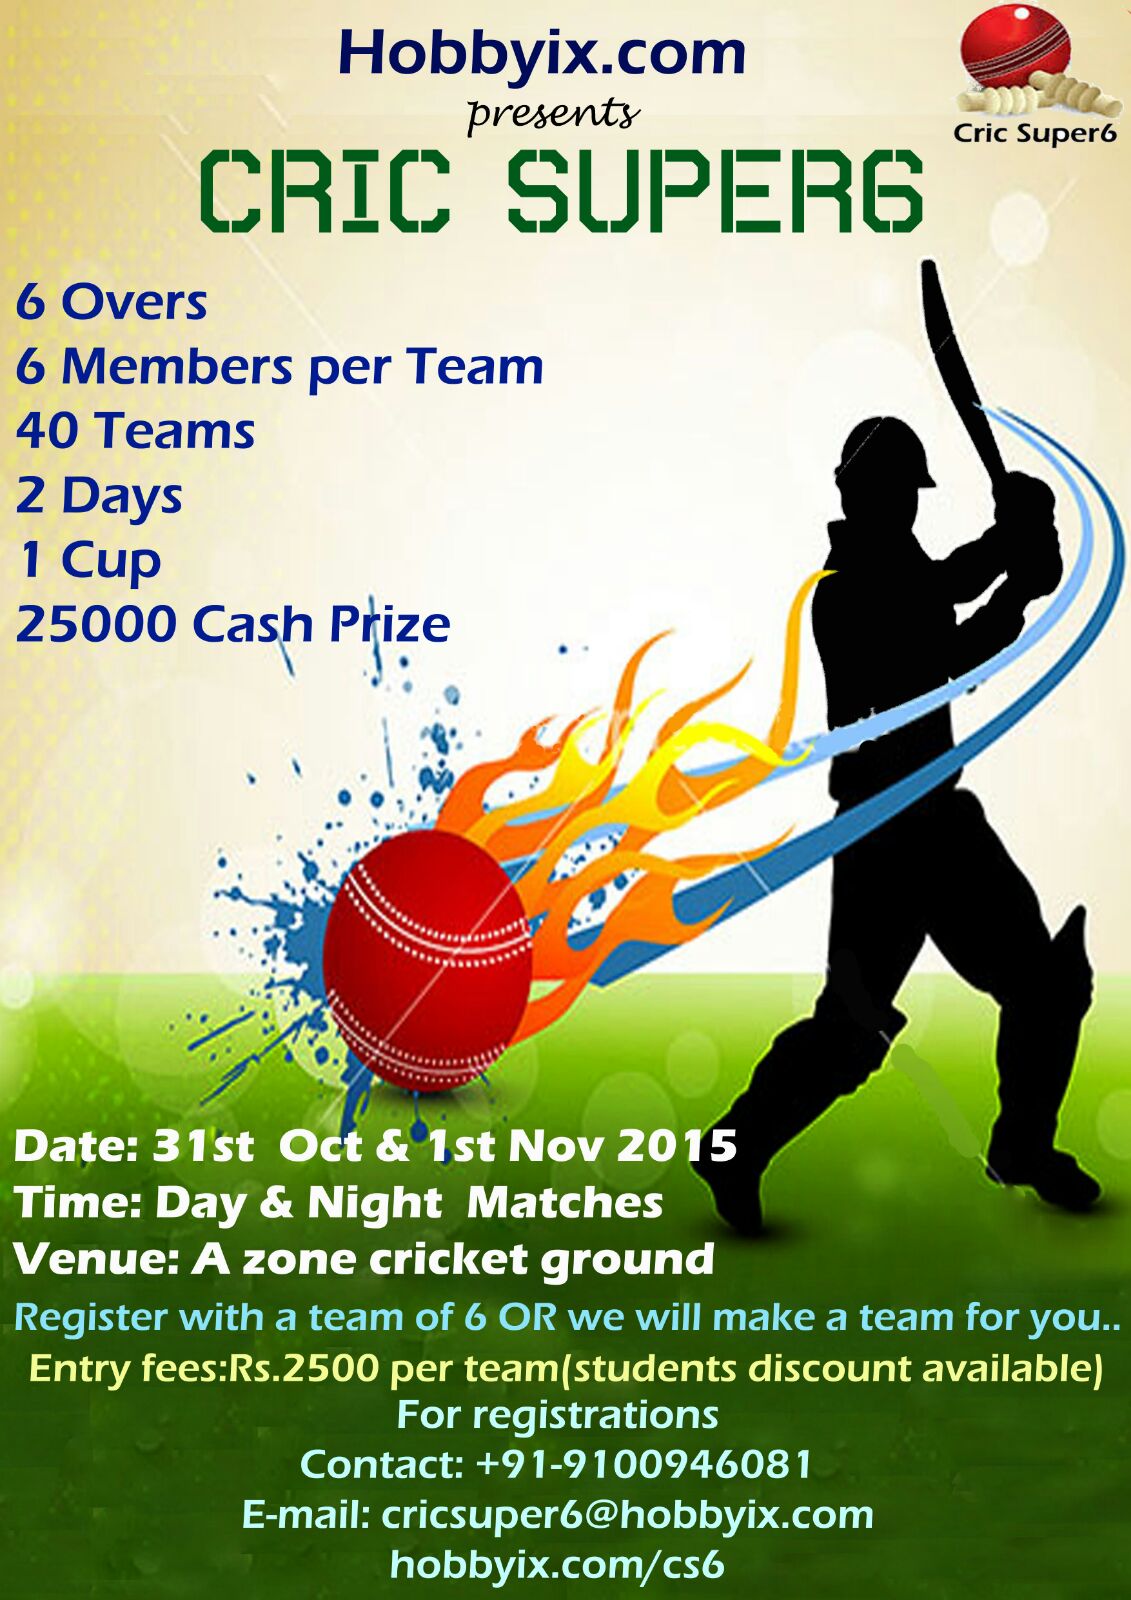 Hobbyix.com
presents
CRIC SUPER6
Cric Super6
6 Overs
6 Members per Team
40 Teams
2 Days
1 Cup
25000 Cash Prize
Date: 31st Oct & 1st Nov 2015
Time: Day & Night Matches
Venue: A zone cricket ground
Register with a team of 6 OR we will make a team for you..
Entry fees:Rs.2500 per team(students discount available)
For registrations
Contact: +91-9100946081
E-mail: cricsuper6@hobbyix.com
hobbyix.com/cs6